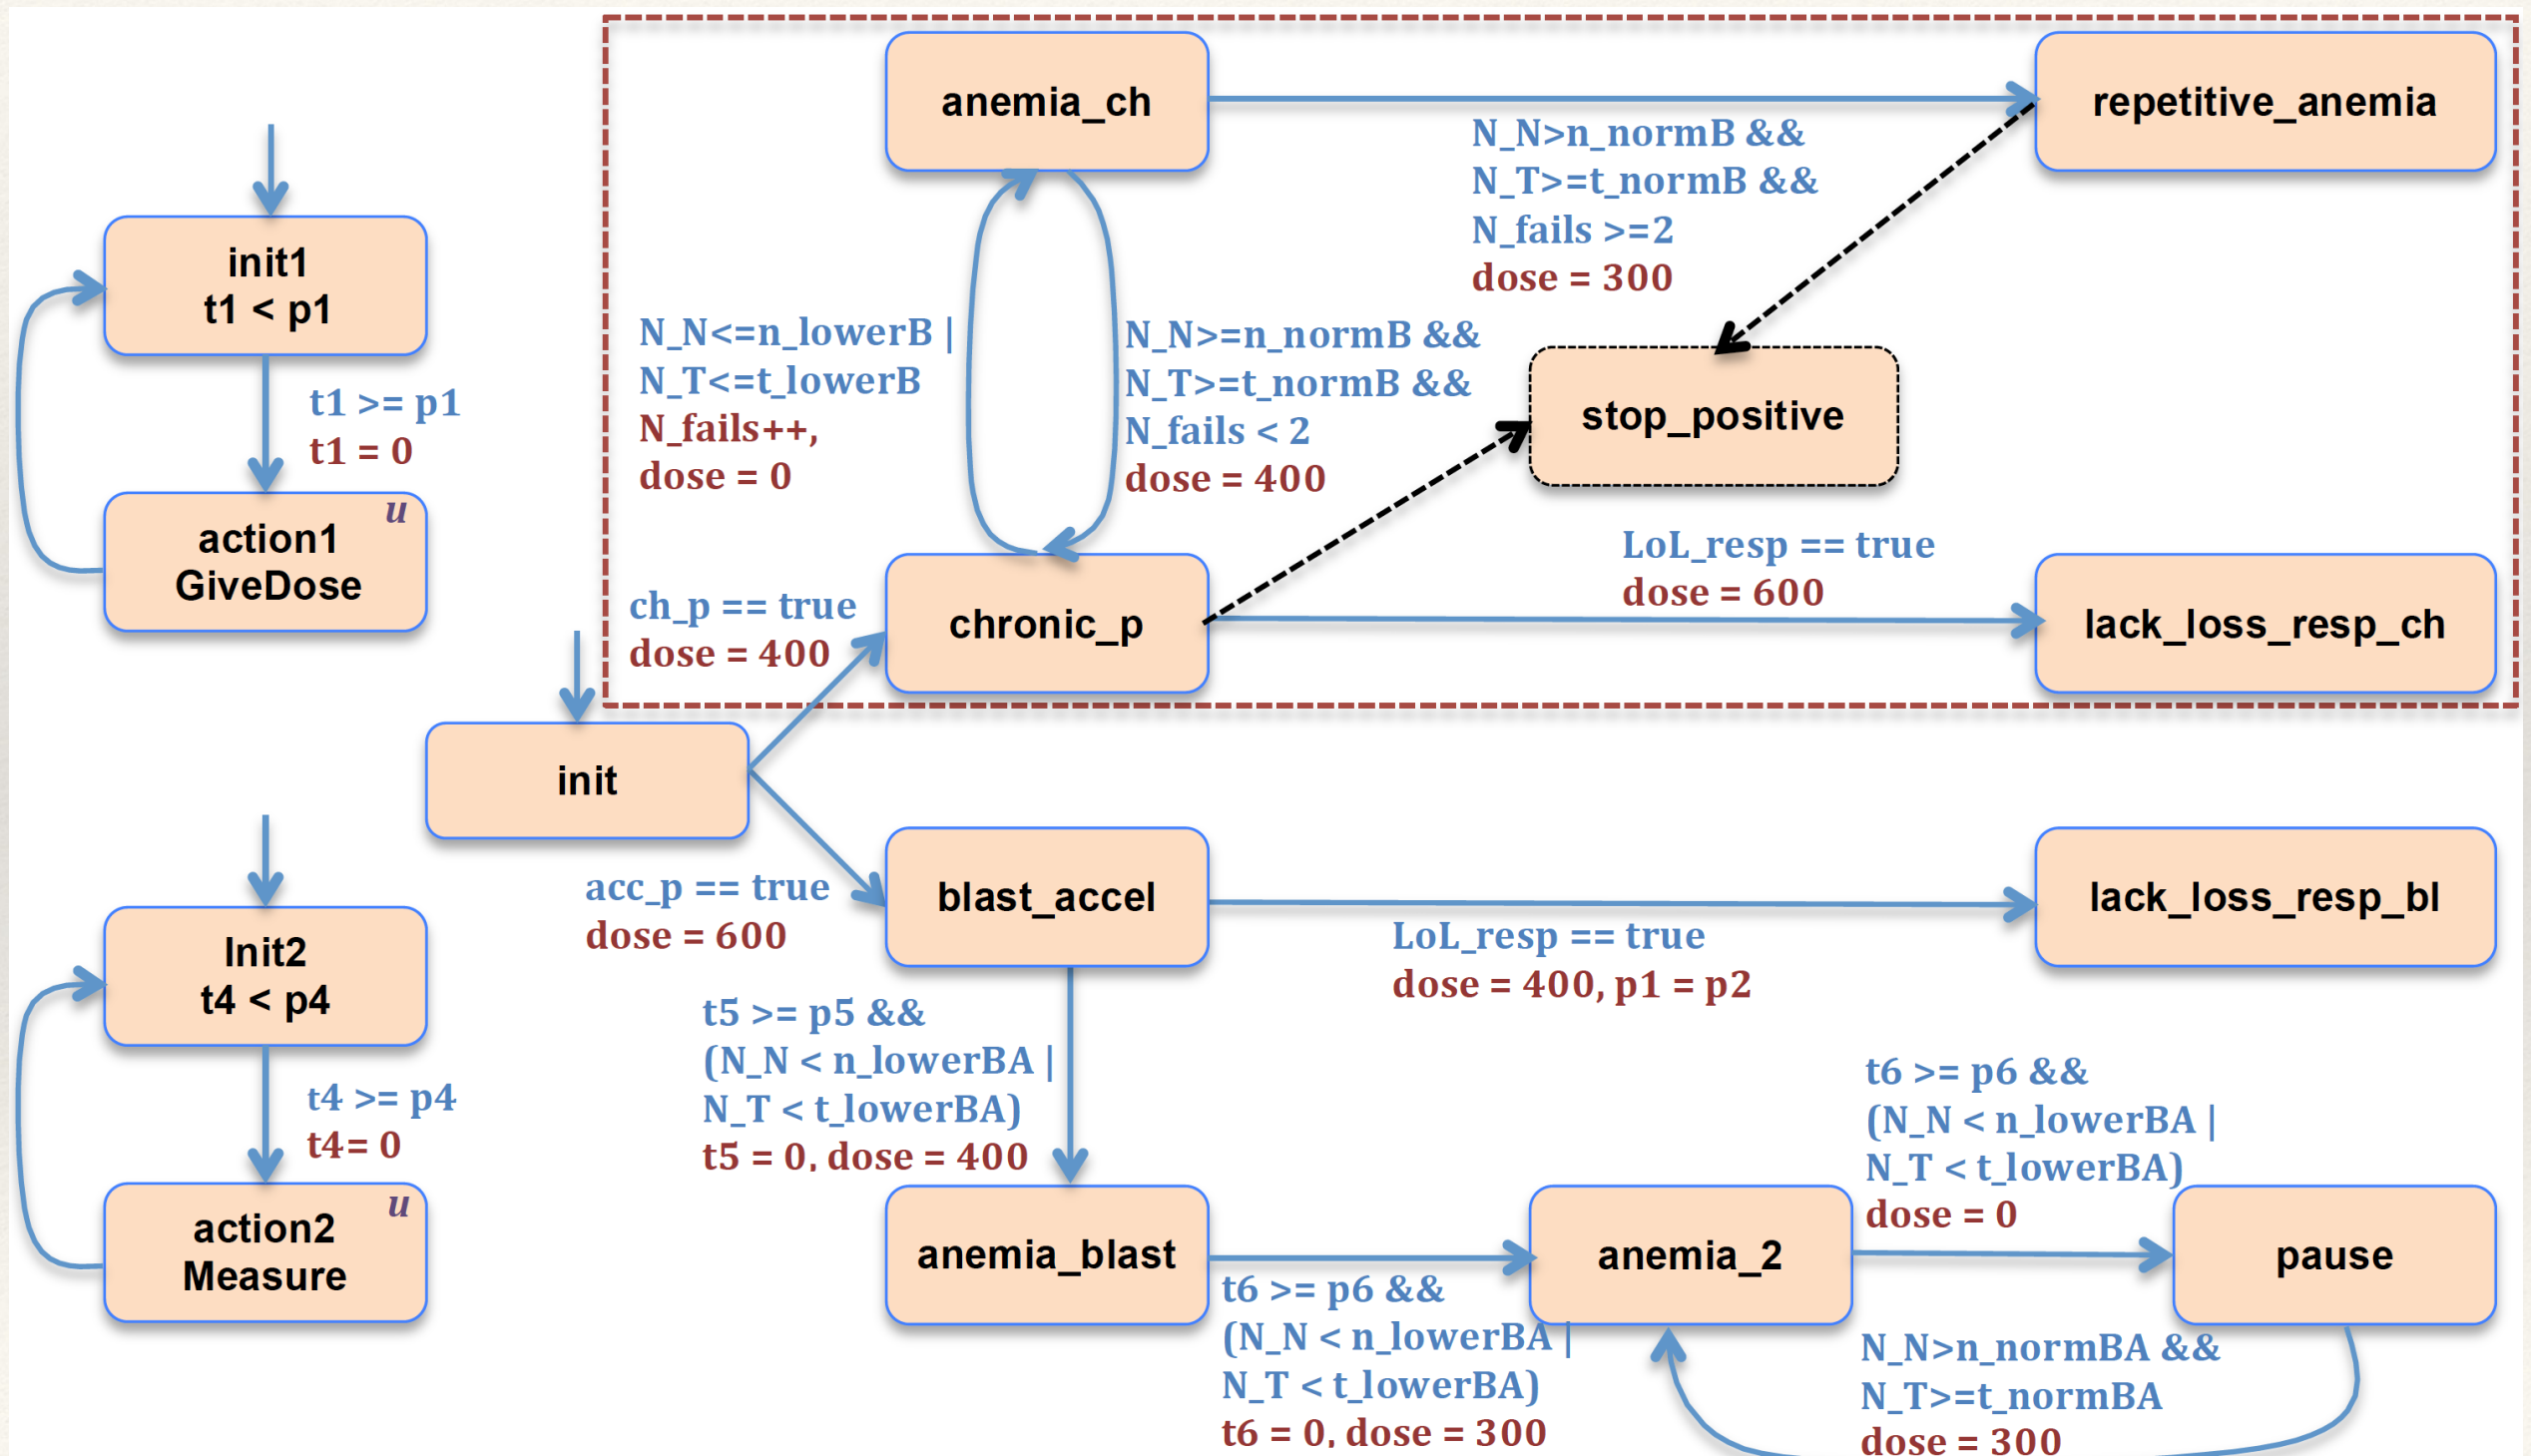 anemia_ch
repetitive_anemia
N_N>n_normB &&
N_T>=t_normB &&
N_fails >=2
dose = 300
init1
t1 < p1
t1 >= p1
t1 = 0
u
action1
GiveDose
N_N<=n_lowerB |
N_T<=t_lowerB
N_fails++,
dose = 0
N_N>=n_normB &&
N_T>=t_normB &&
N_fails < 2
dose = 400
stop_positive
ch_p == true
dose = 400
chronic_p
LoL_resp == true
dose = 600
lack_loss_resp_ch
init
acc_p == true
dose = 600
blast_accel
LoL_resp == true
dose = 400, p1 = p2
lack_loss_resp_bl
Init2
t4 < p4
t4 >= p4
t4= 0
u
action2
Measure
t5 >= p5 &&
(N_N < n_lowerBA |
N_T < t_lowerBA)
t5 = 0, dose = 400
anemia_blast
t6 >= p6 &&
(N_N < n_lowerBA |
N_T < t_lowerBA)
t6 = 0, dose = 300
anemia_2
t6 >= p6 &&
(N_N < n_lowerBA |
N_T < t_lowerBA)
dose = 0
pause
N_N>n_normBA &&
N_T>=t_normBA
dose = 300